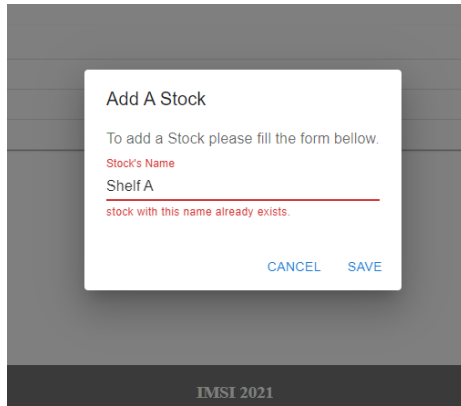 Add A Stock
To add a Stock please fill the form bellow.
Stock's Name
Shelf A
stock with this name already exists.
CANCEL SAVE
IMSI 2021